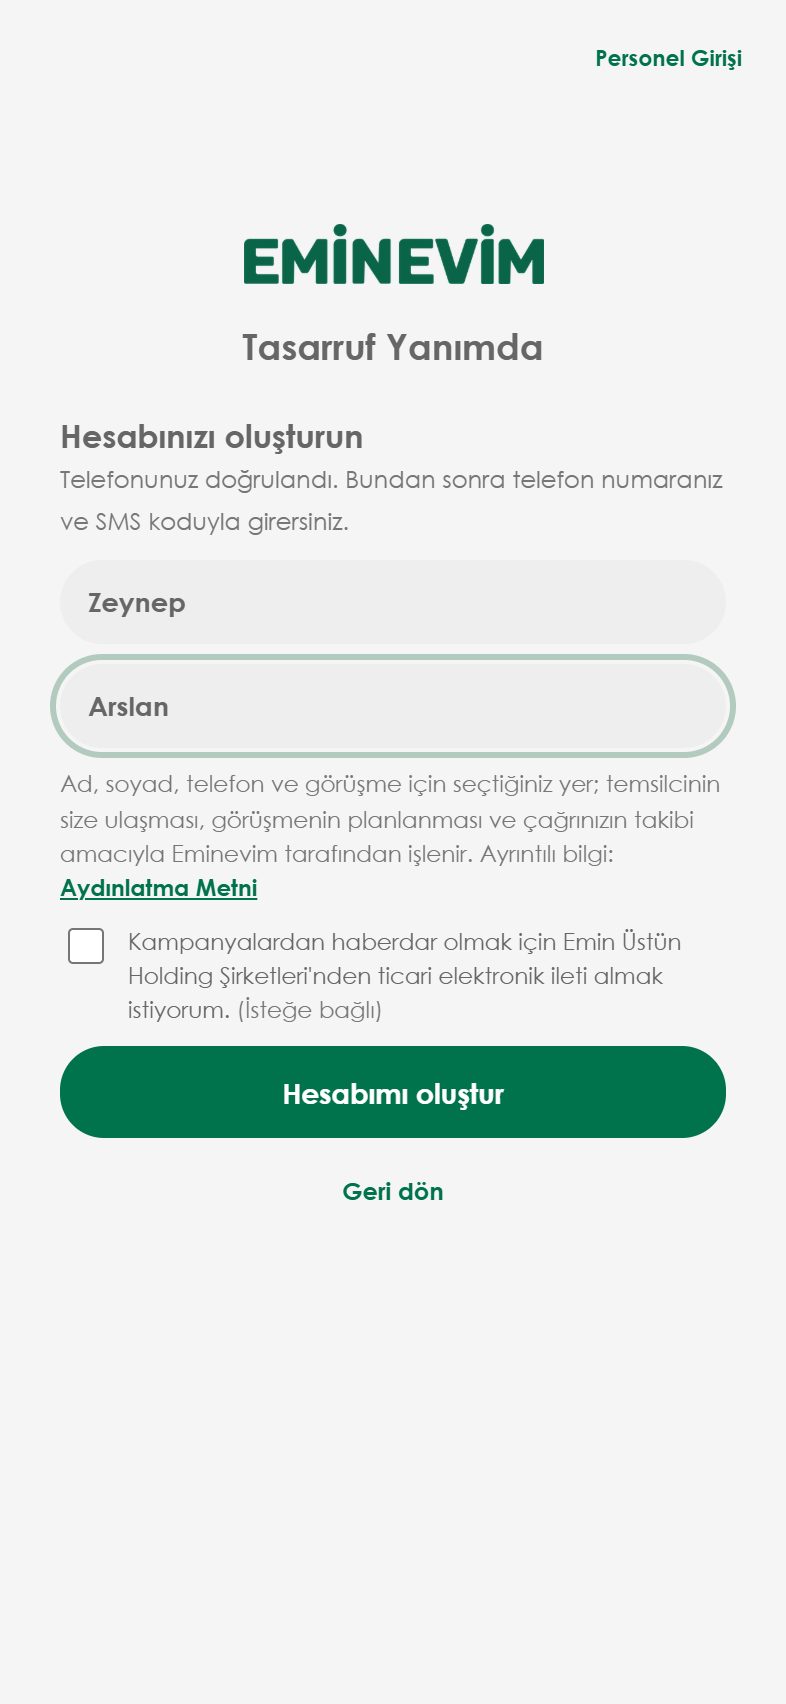 Personel Girişi
EMİNEVİM
Tasarruf Yanımda
Hesabınızı oluşturun
Telefonunuz doğrulandı. Bundan sonra telefon numaranız
ve SMS koduyla girersiniz.
Zeynep
Arslan
Ad, soyad, telefon ve görüşme için seçtiğiniz yer; temsilcinin
size ulaşması, görüşmenin planlanması ve çağrınızın takibi
amacıyla Eminevim tarafından işlenir. Ayrıntılı bilgi:
Aydınlatma Metni
Kampanyalardan haberdar olmak için Emin Üstün
Holding Şirketleri'nden ticari elektronik ileti almak
istiyorum. (İsteğe bağlı)
Hesabımı oluştur
Geri dön